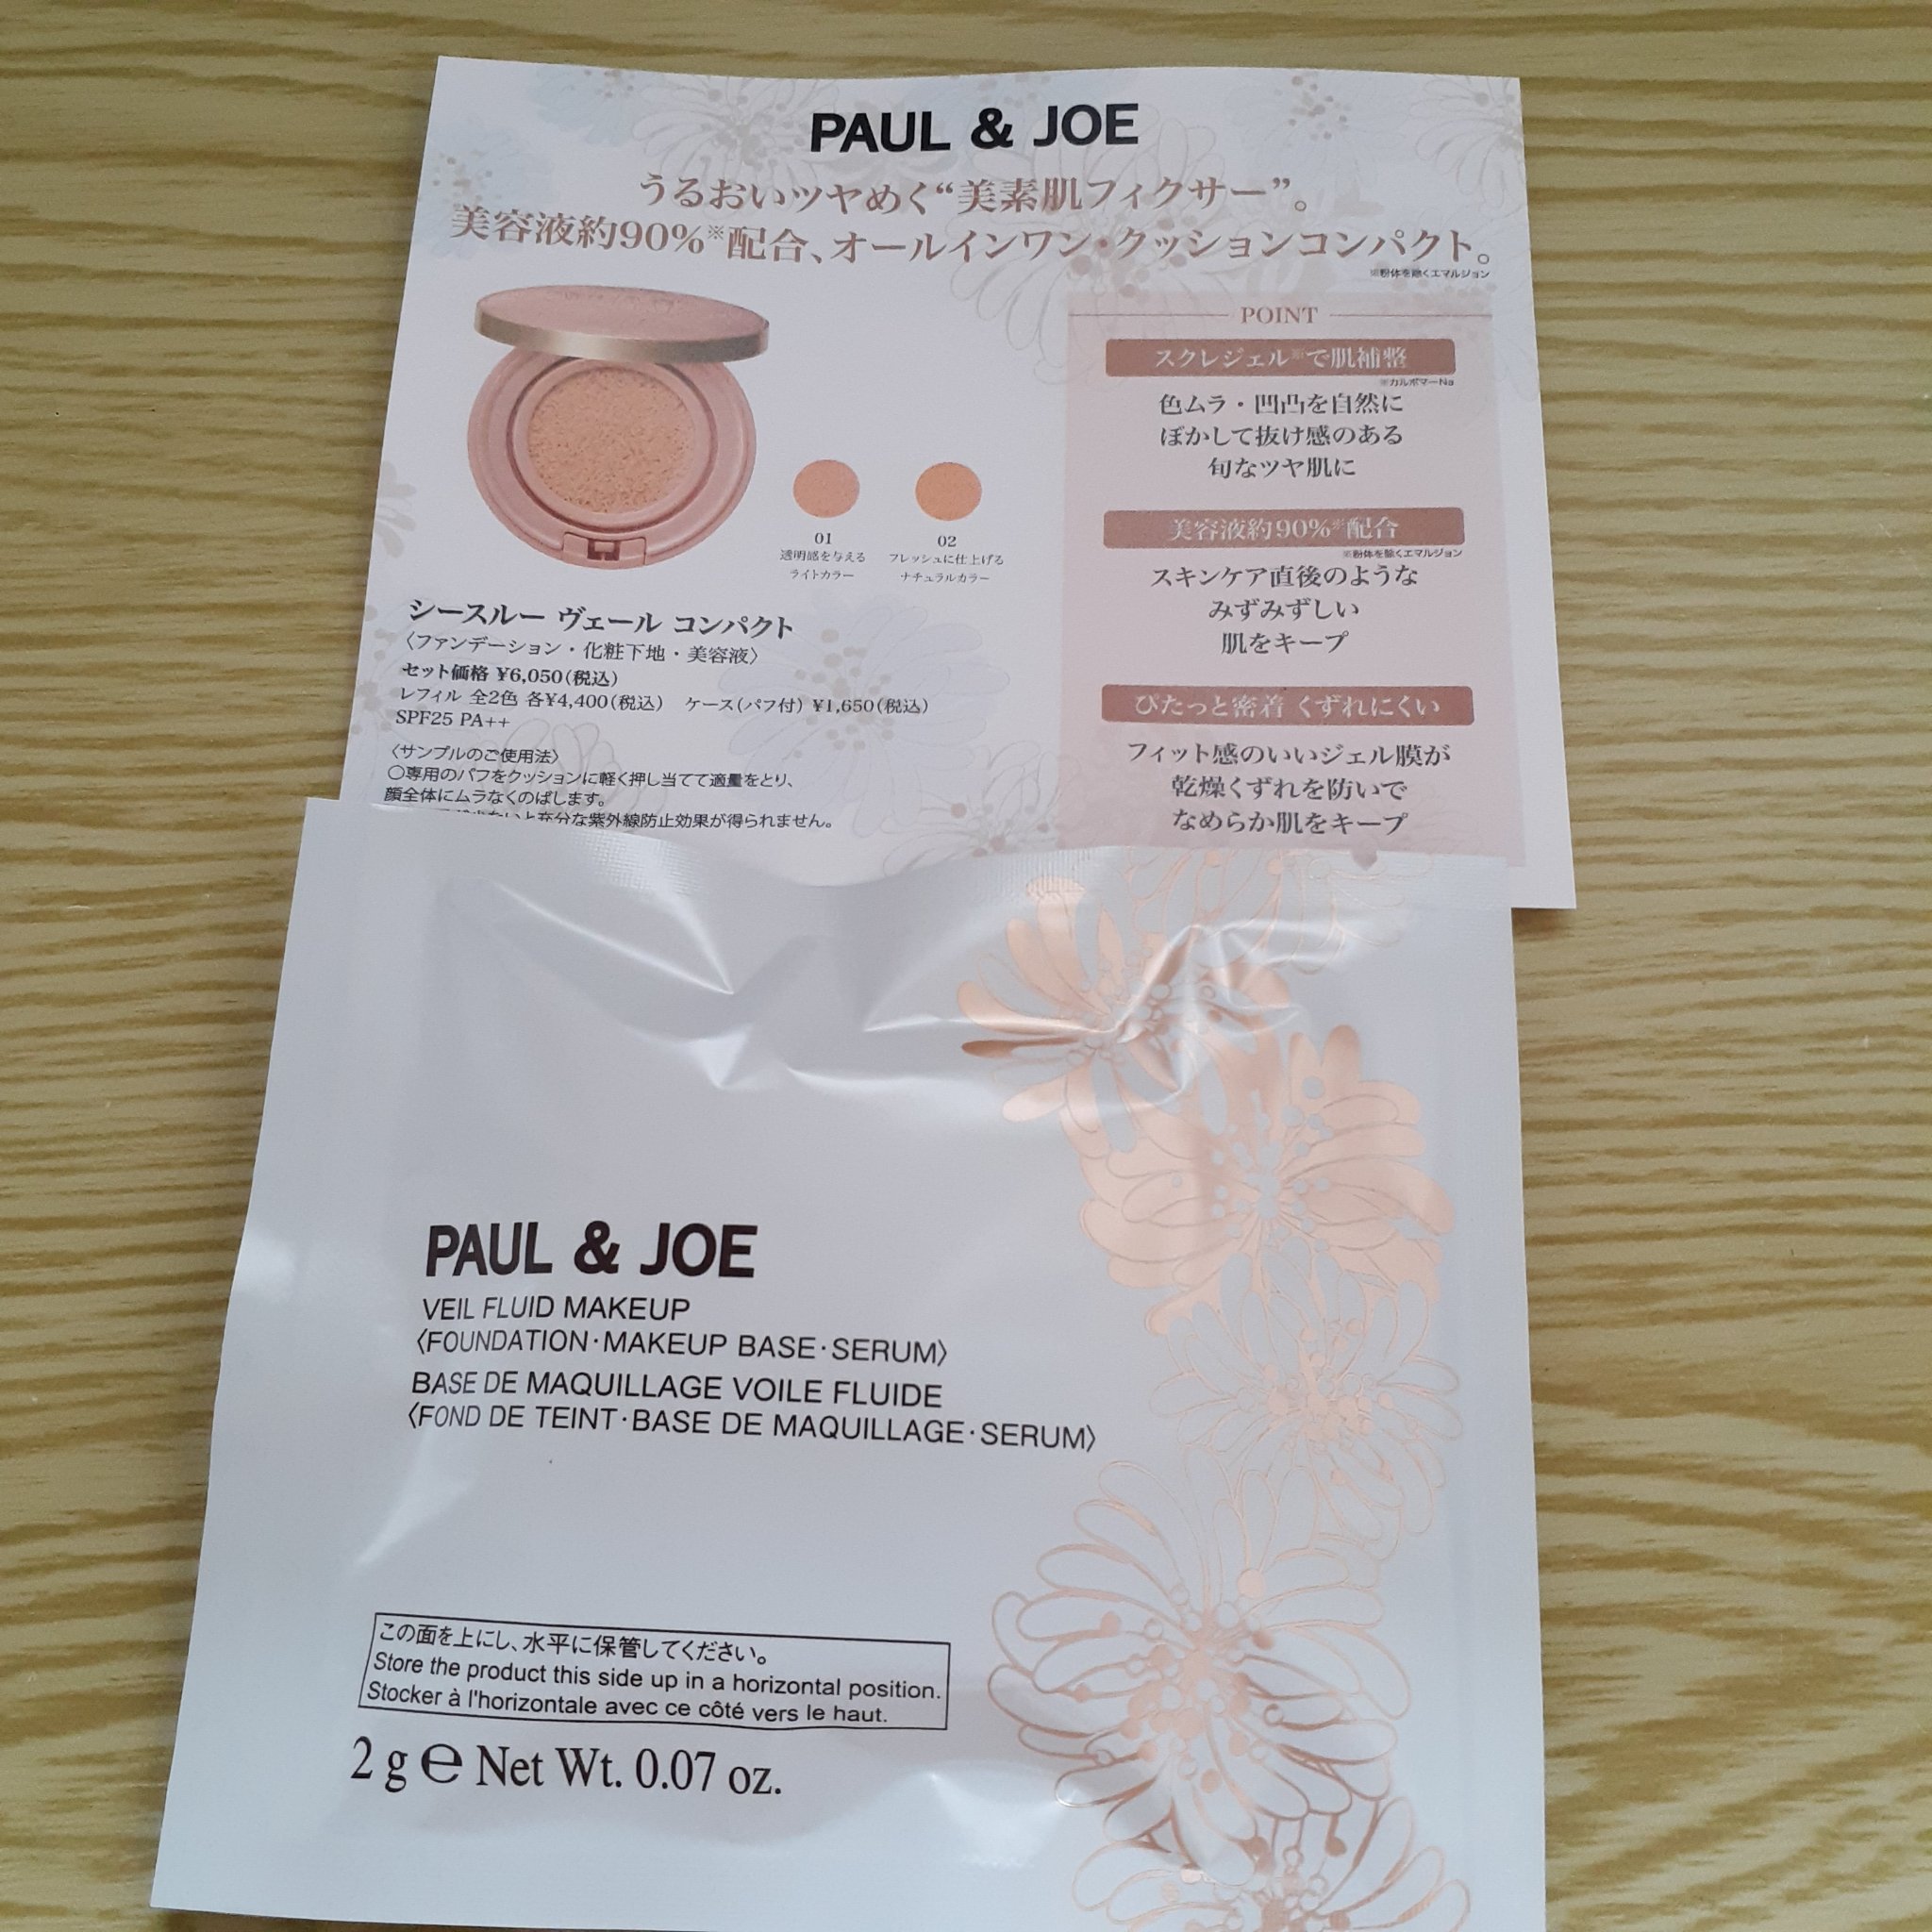 PAUL & JOE
うるおいツヤめく“美素肌フィクサー”。
美容液約90%※配合、オールインワン・クッションコンパクト。
※粉体を除くエマルジョン
01
透明感を与える
ライトカラー
02
フレッシュに仕上げる
ナチュラルカラー
シースルー ヴェール コンパクト
〈ファンデーション・化粧下地・美容液〉
セット価格 ¥6,050(税込)
レフィル 全2色 各¥4,400(税込) ケース(パフ付) ¥1,650(税込)
SPF25 PA++
〈サンプルのご使用法〉
○専用のパフをクッションに軽く押し当てて適量をとり、
顔全体にムラなくのばします。
ないと充分な紫外線防止効果が得られません。
POINT
スクレジェル※で肌補整
※カルボマーNa
色ムラ・凹凸を自然に
ぼかして抜け感のある
旬なツヤ肌に
美容液約90%※配合
※粉体を除くエマルジョン
スキンケア直後のような
みずみずしい
肌をキープ
ぴたっと密着 くずれにくい
フィット感のいいジェル膜が
乾燥くずれを防いで
なめらか肌をキープ
PAUL & JOE
VEIL FLUID MAKEUP
〈FOUNDATION・MAKEUP BASE・SERUM〉
BASE DE MAQUILLAGE VOILE FLUIDE
〈FOND DE TEINT・BASE DE MAQUILLAGE・SERUM〉
この面を上にし、水平に保管してください。
Store the product this side up in a horizontal position.
Stocker à l'horizontale avec ce côté vers le haut.
2 g ℮ Net Wt. 0.07 oz.